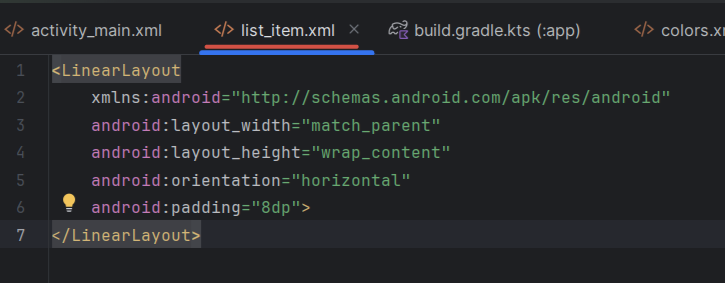 activity_main.xml list_item.xml build.gradle.kts (:app) colors.xr
1 <LinearLayout
2 xmlns:android="http://schemas.android.com/apk/res/android"
3 android:layout_width="match_parent"
4 android:layout_height="wrap_content"
5 android:orientation="horizontal"
6 android:padding="8dp">
7 </LinearLayout>